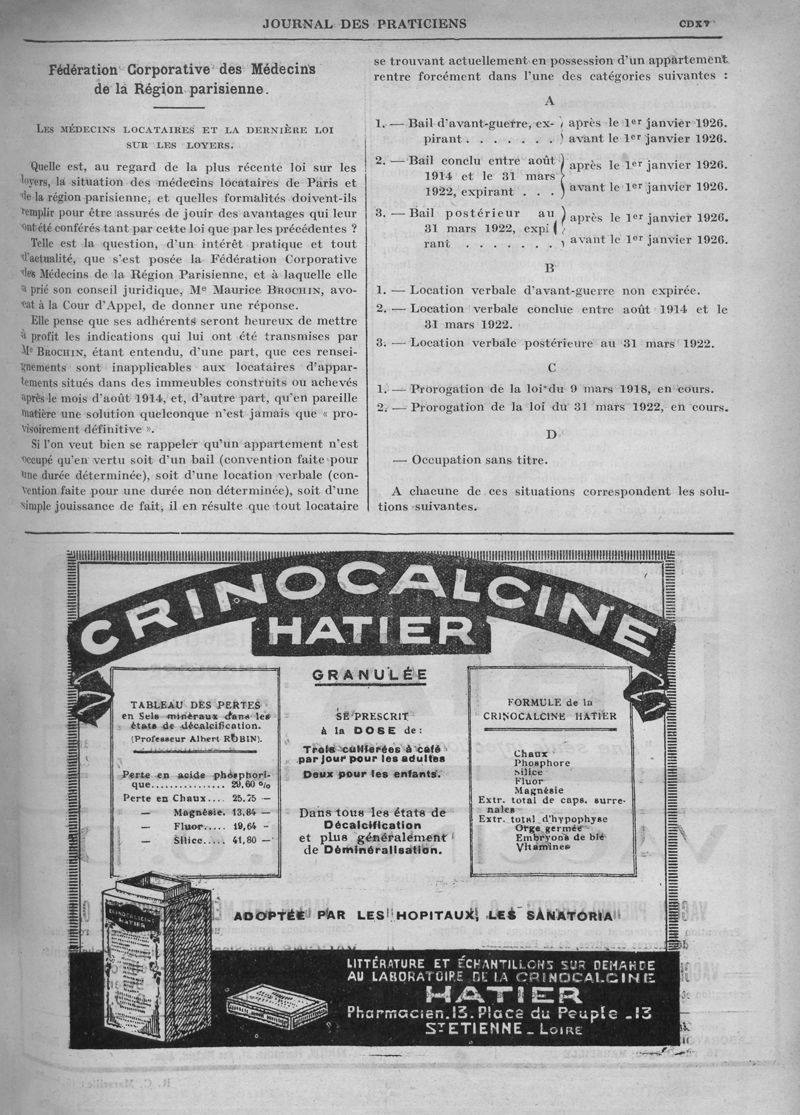 JOURNAL DES PRATICIENS
CDXV
Fédération Corporative des Médecins
de la Région parisienne.
LES MÉDECINS LOCATAIRES ET LA DERNIÈRE LOI
SUR LES LOYERS.
Quelle est, au regard de la plus récente loi sur les
loyers, la situation des médecins locataires de Paris et
de la région parisienne, et quelles formalités doivent-ils
remplir pour être assurés de jouir des avantages qui leur
ont été conférés tant par cette loi que par les précédentes ?
Telle est la question, d'un intérêt pratique et tout
d'actualité, que s'est posée la Fédération Corporative
des Médecins de la Région Parisienne, et à laquelle elle
a prié son conseil juridique, Me Maurice BROCHIN, avo-
cat à la Cour d'Appel, de donner une réponse.
Elle pense que ses adhérents seront heureux de mettre
à profit les indications qui lui ont été transmises par
Me BROCHIN, étant entendu, d'une part, que ces rensei-
gnements sont inapplicables aux locataires d'appar-
tements situés dans des immeubles construits ou achevés
après le mois d'août 1914, et, d'autre part, qu'en pareille
matière une solution quelconque n'est jamais que « pro-
visoirement définitive ».
Si l'on veut bien se rappeler qu'un appartement n'est
occupé qu'en vertu soit d'un bail (convention faite pour
une durée déterminée), soit d'une location verbale (con-
vention faite pour une durée non déterminée), soit d'une
simple jouissance de fait, il en résulte que tout locataire
se trouvant actuellement en possession d'un appartement
rentre forcément dans l'une des catégories suivantes :
A
1. — Bail d'avant-guerre, ex- } après le 1er janvier 1926.
pirant . . . . . . . } avant le 1er janvier 1926.
2. — Bail conclu entre août } après le 1er janvier 1926.
1914 et le 31 mars
1922, expirant . . . } avant le 1er janvier 1926.
3. — Bail postérieur au } après le 1er janvier 1926.
31 mars 1922, expi
rant . . . . . . . , avant le 1er janvier 1926.
B
1. — Location verbale d'avant-guerre non expirée.
2. — Location verbale conclue entre août 1914 et le
31 mars 1922.
3. — Location verbale postérieure au 31 mars 1922.
C
1. — Prorogation de la loi du 9 mars 1918, en cours.
2. — Prorogation de la loi du 31 mars 1922, en cours.
D
— Occupation sans titre.
A chacune de ces situations correspondent les solu-
tions suivantes.
CRINOCALCINE
HATIER
GRANULÉE
TABLEAU DES PERTES
en Sels minéraux dans les
états de décalcification.
(Professeur Albert ROBIN).
Perte en acide phosphori-
que................ 29,60 %
Perte en Chaux.... 25,75 —
— Magnésie. 13,84 —
— Fluor..... 19,64 —
— Silice..... 41,80 —
SE PRESCRIT
à la DOSE de :
Trois cuillerées à café
par jour pour les adultes
Deux pour les enfants.
Dans tous les états de
Décalcification
et plus généralement
de Déminéralisation.
FORMULE de la
CRINOCALCINE HATIER
Chaux
Phosphore
Silice
Fluor
Magnésie
Extr. total de caps. surre-
nales
Extr. total d'hypophyse
Orge germée
Embryons de blé
Vitamines
ADOPTÉE PAR LES HOPITAUX, LES SANATORIA
CRINOCALCINE
HATIER
LITTÉRATURE ET ÉCHANTILLONS SUR DEMANDE
AU LABORATOIRE DE LA CRINOCALCINE
HATIER
Pharmacien.13. Place du Peuple _13
ST ETIENNE _ LOIRE